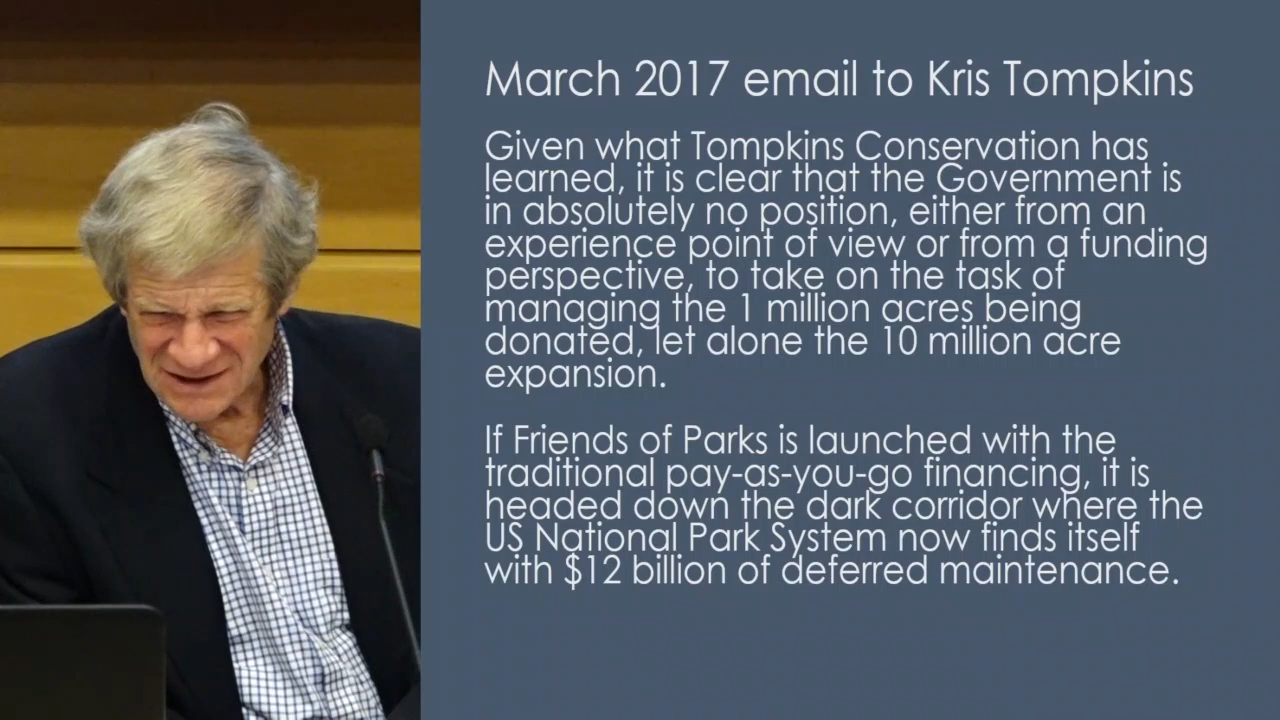 March 2017 email to Kris Tompkins
Given what Tompkins Conservation has
learned, it is clear that the Government is
in absolutely no position, either from an
experience point of view or from a funding
perspective, to take on the task of
managing the 1 million acres being
donated, let alone the 10 million acre
expansion.
If Friends of Parks is launched with the
traditional pay-as-you-go financing, it is
headed down the dark corridor where the
US National Park System now finds itself
with $12 billion of deferred maintenance.